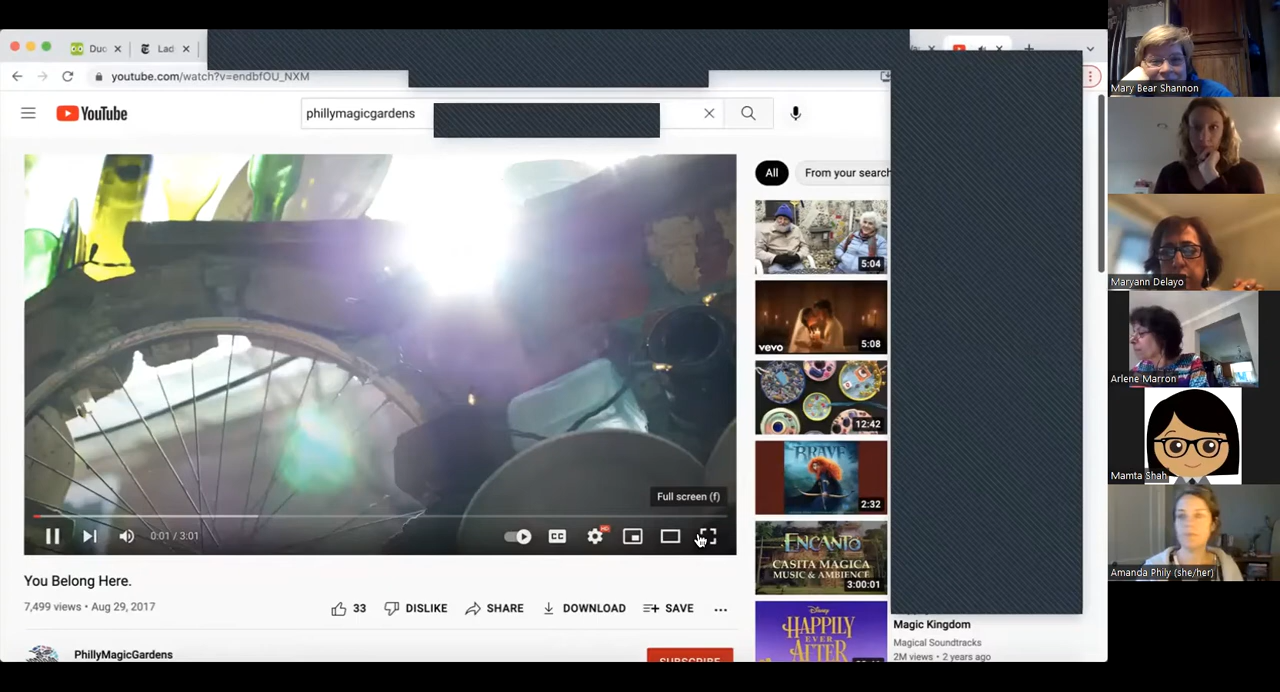 Duo
Lad
youtube.com/watch?v=endbfOU_NXM
YouTube
phillymagicgardens
All
From your search
5:04
vevo
5:08
12:42
BRAVE
2:32
ENCANTO
CASITA MAGICA
MUSIC & AMBIENCE
3:00:01
Disney
HAPPILY
EVER
AFTER
Full screen (f)
0:01 / 3:01
HD
You Belong Here.
7,499 views • Aug 29, 2017
33
DISLIKE
SHARE
DOWNLOAD
SAVE
PhillyMagicGardens
SUBSCRIBE
Magic Kingdom
Magical Soundtracks
2M views • 2 years ago
Mary Bear Shannon
Maryann Delayo
Arlene Marron
Mamta Shah
Amanda Phily (she/her)